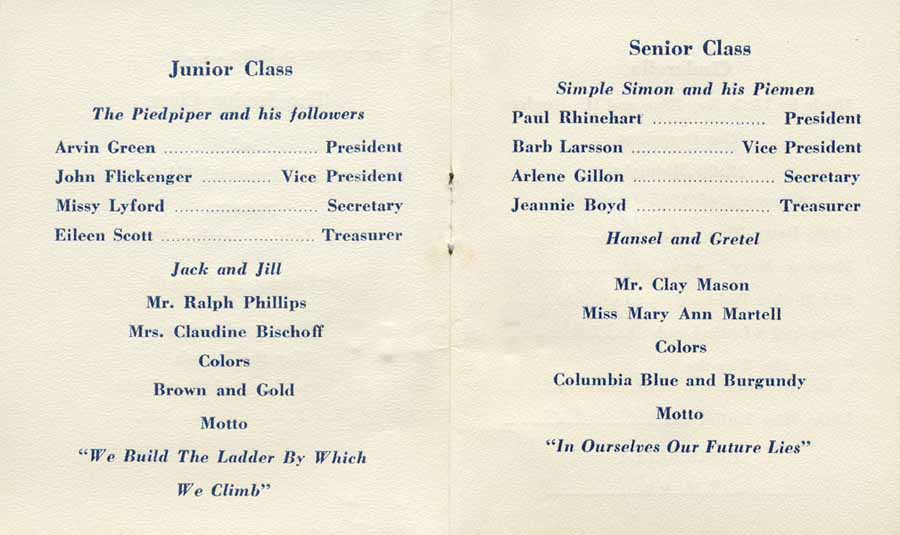 Junior Class
The Piedpiper and his followers
Arvin Green ........................ President
John Flickenger ............ Vice President
Missy Lyford ...................... Secretary
Eileen Scott ........................ Treasurer
Jack and Jill
Mr. Ralph Phillips
Mrs. Claudine Bischoff
Colors
Brown and Gold
Motto
"We Build The Ladder By Which
We Climb"
Senior Class
Simple Simon and his Piemen
Paul Rhinehart ................... President
Barb Larsson ................. Vice President
Arlene Gillon ....................... Secretary
Jeannie Boyd ...................... Treasurer
Hansel and Gretel
Mr. Clay Mason
Miss Mary Ann Martell
Colors
Columbia Blue and Burgundy
Motto
"In Ourselves Our Future Lies"